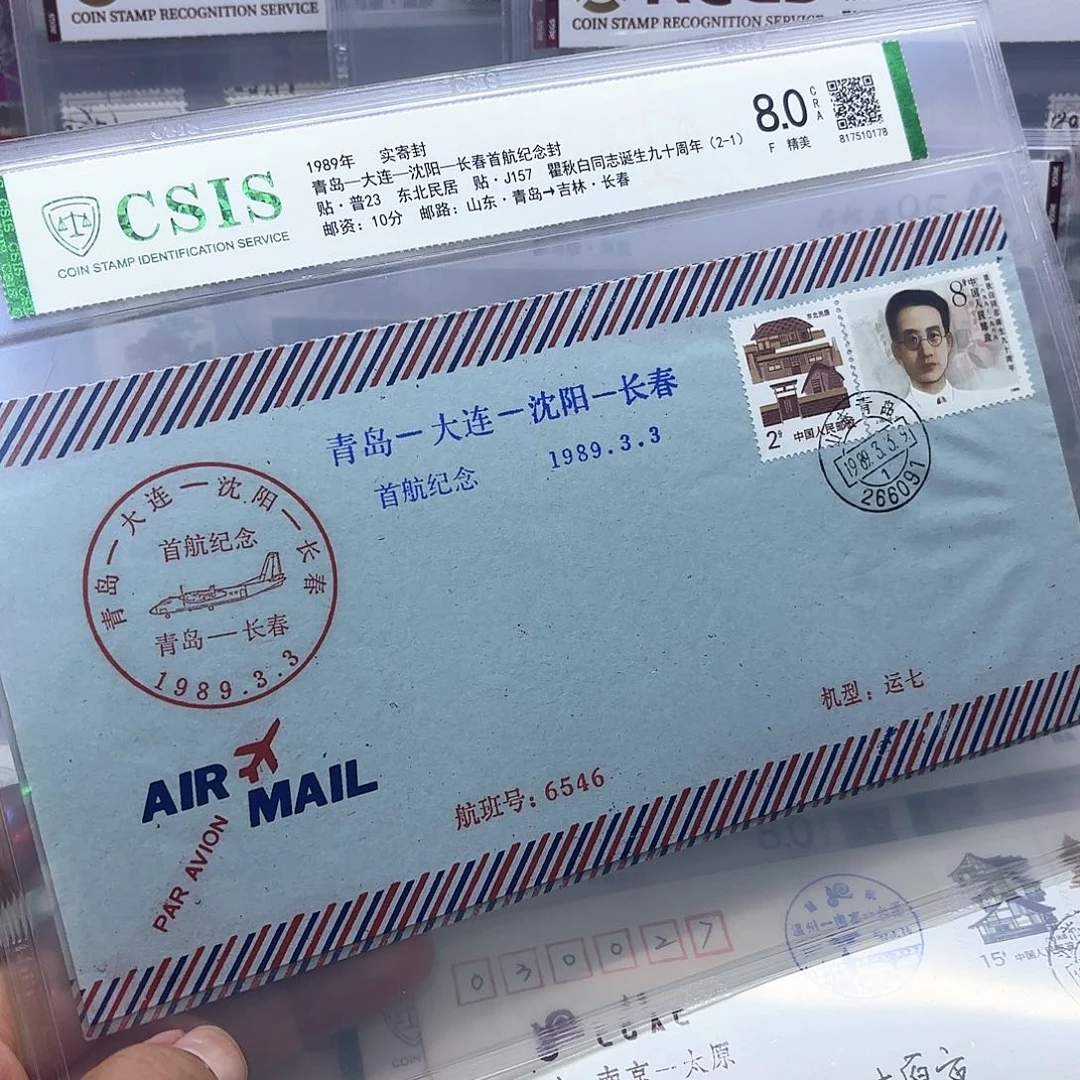 COIN STAMP RECOGNITION SERVICE
COIN STAMP RECOGNITION SERVICE
CSIS
COIN STAMP IDENTIFICATION SERVICE
1989年 实寄封
青岛—大连—沈阳—长春首航纪念封
贴·普23 东北民居 贴·J157 瞿秋白同志诞生九十周年（2-1）
邮资：10分 邮路：山东·青岛→吉林·长春
8.0
CRA
F 精美
817510178
青岛—大连—沈阳—长春
首航纪念 1989.3.3
东北民居
2分 中国人民邮政
8分
中国人民邮政
青岛
1989.3.3.9
1
266091
青岛—大连—沈阳—长春
首航纪念
青岛—长春
1989.3.3
AIR MAIL
PAR AVION
航班号：6546
机型：运七
030027
南京—太原